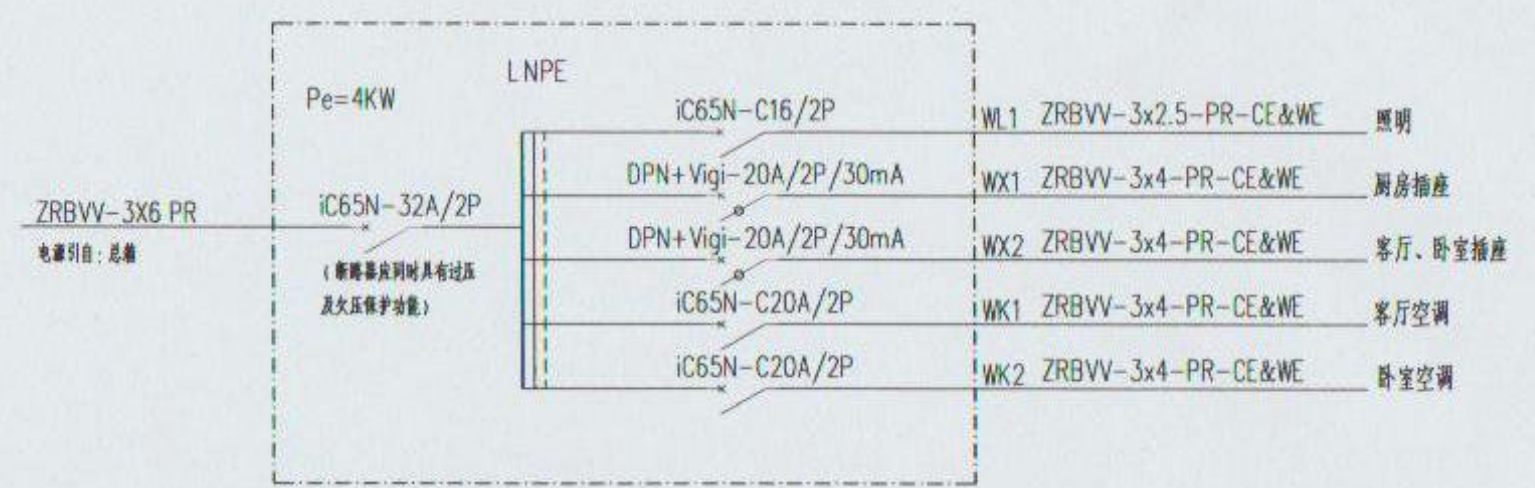 LNPE
Pe=4KW
iC65N-C16/2P
WL1 ZRBVV-3x2.5-PR-CE&WE 照明
DPN+Vigi-20A/2P/30mA
WX1 ZRBVV-3x4-PR-CE&WE 厨房插座
ZRBVV-3X6 PR
iC65N-32A/2P
电源引自：总箱
DPN+Vigi-20A/2P/30mA
WX2 ZRBVV-3x4-PR-CE&WE 客厅、卧室插座
(断路器应同时具有过压
及欠压保护功能)
iC65N-C20A/2P
WK1 ZRBVV-3x4-PR-CE&WE 客厅空调
iC65N-C20A/2P
WK2 ZRBVV-3x4-PR-CE&WE 卧室空调